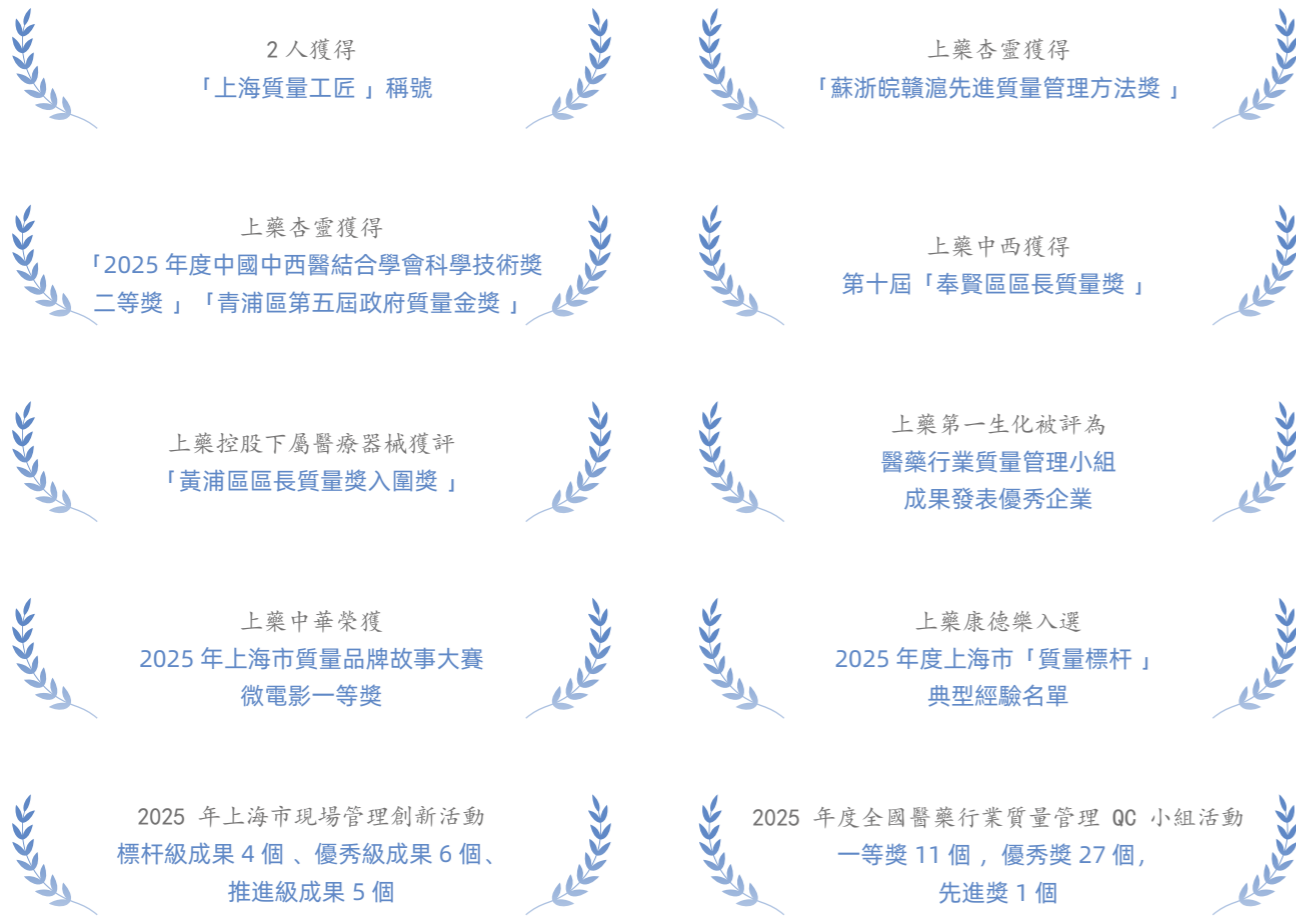 2 人獲得
「上海質量工匠 」稱號
上藥杏靈獲得
「蘇浙皖贛滬先進質量管理方法獎 」
上藥杏靈獲得
「2025 年度中國中西醫結合學會科學技術獎
二等獎 」「青浦區第五屆政府質量金獎 」
上藥中西獲得
第十屆「奉賢區區長質量獎 」
上藥控股下屬醫療器械獲評
「黃浦區區長質量獎入圍獎 」
上藥第一生化被評為
醫藥行業質量管理小組
成果發表優秀企業
上藥中華榮獲
2025 年上海市質量品牌故事大賽
微電影一等獎
上藥康德樂入選
2025 年度上海市「質量標杆 」
典型經驗名單
2025 年上海市現場管理創新活動
標杆級成果 4 個 、優秀級成果 6 個、
推進級成果 5 個
2025 年度全國醫藥行業質量管理 QC 小組活動
一等獎 11 個 ，優秀獎 27 個，
先進獎 1 個